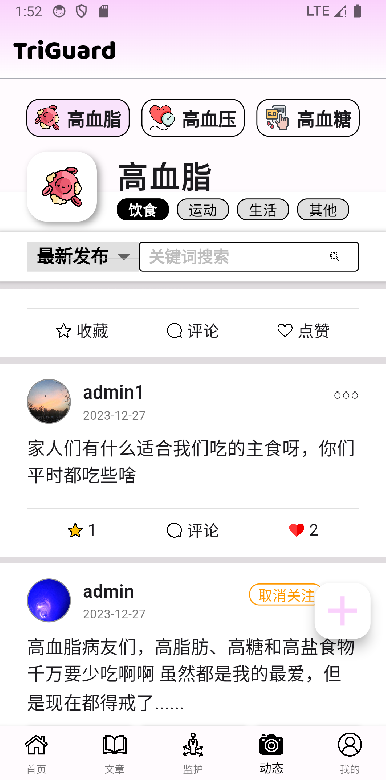 1:52 LTE
TriGuard
高血脂 高血压 高血糖
高血脂
饮食 运动 生活 其他
最新发布 关键词搜索
收藏 评论 点赞
admin1
2023-12-27
家人们有什么适合我们吃的主食呀，你们
平时都吃些啥
1 评论 2
admin 取消关注
2023-12-27
高血脂病友们，高脂肪、高糖和高盐食物
千万要少吃啊啊 虽然都是我的最爱，但
是现在都得戒了......
首页 文章 监护 动态 我的